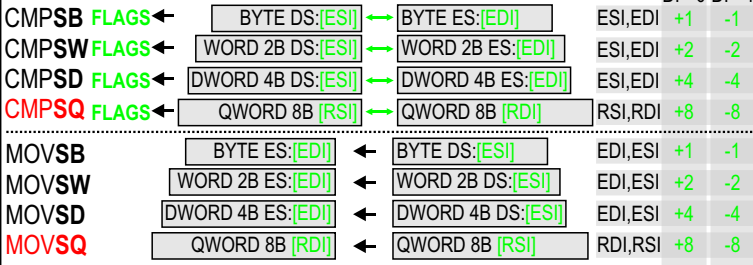 CMPSB FLAGS← BYTE DS:[ESI] ↔ BYTE ES:[EDI] ESI,EDI +1 -1
CMPSW FLAGS← WORD 2B DS:[ESI] ↔ WORD 2B ES:[EDI] ESI,EDI +2 -2
CMPSD FLAGS← DWORD 4B DS:[ESI] ↔ DWORD 4B ES:[EDI] ESI,EDI +4 -4
CMPSQ FLAGS← QWORD 8B [RSI] ↔ QWORD 8B [RDI] RSI,RDI +8 -8
MOVSB BYTE ES:[EDI] ← BYTE DS:[ESI] EDI,ESI +1 -1
MOVSW WORD 2B ES:[EDI] ← WORD 2B DS:[ESI] EDI,ESI +2 -2
MOVSD DWORD 4B ES:[EDI] ← DWORD 4B DS:[ESI] EDI,ESI +4 -4
MOVSQ QWORD 8B [RDI] ← QWORD 8B [RSI] RDI,RSI +8 -8